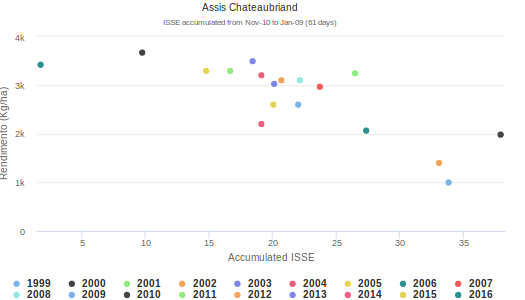 Assis Chateaubriand
ISSE accumulated from Nov-10 to Jan-09 (61 days)
Rendimento (Kg/ha)
4k
3k
2k
1k
0
5 10 15 20 25 30 35
Accumulated ISSE
1999 2000 2001 2002 2003 2004 2005 2006 2007
2008 2009 2010 2011 2012 2013 2014 2015 2016